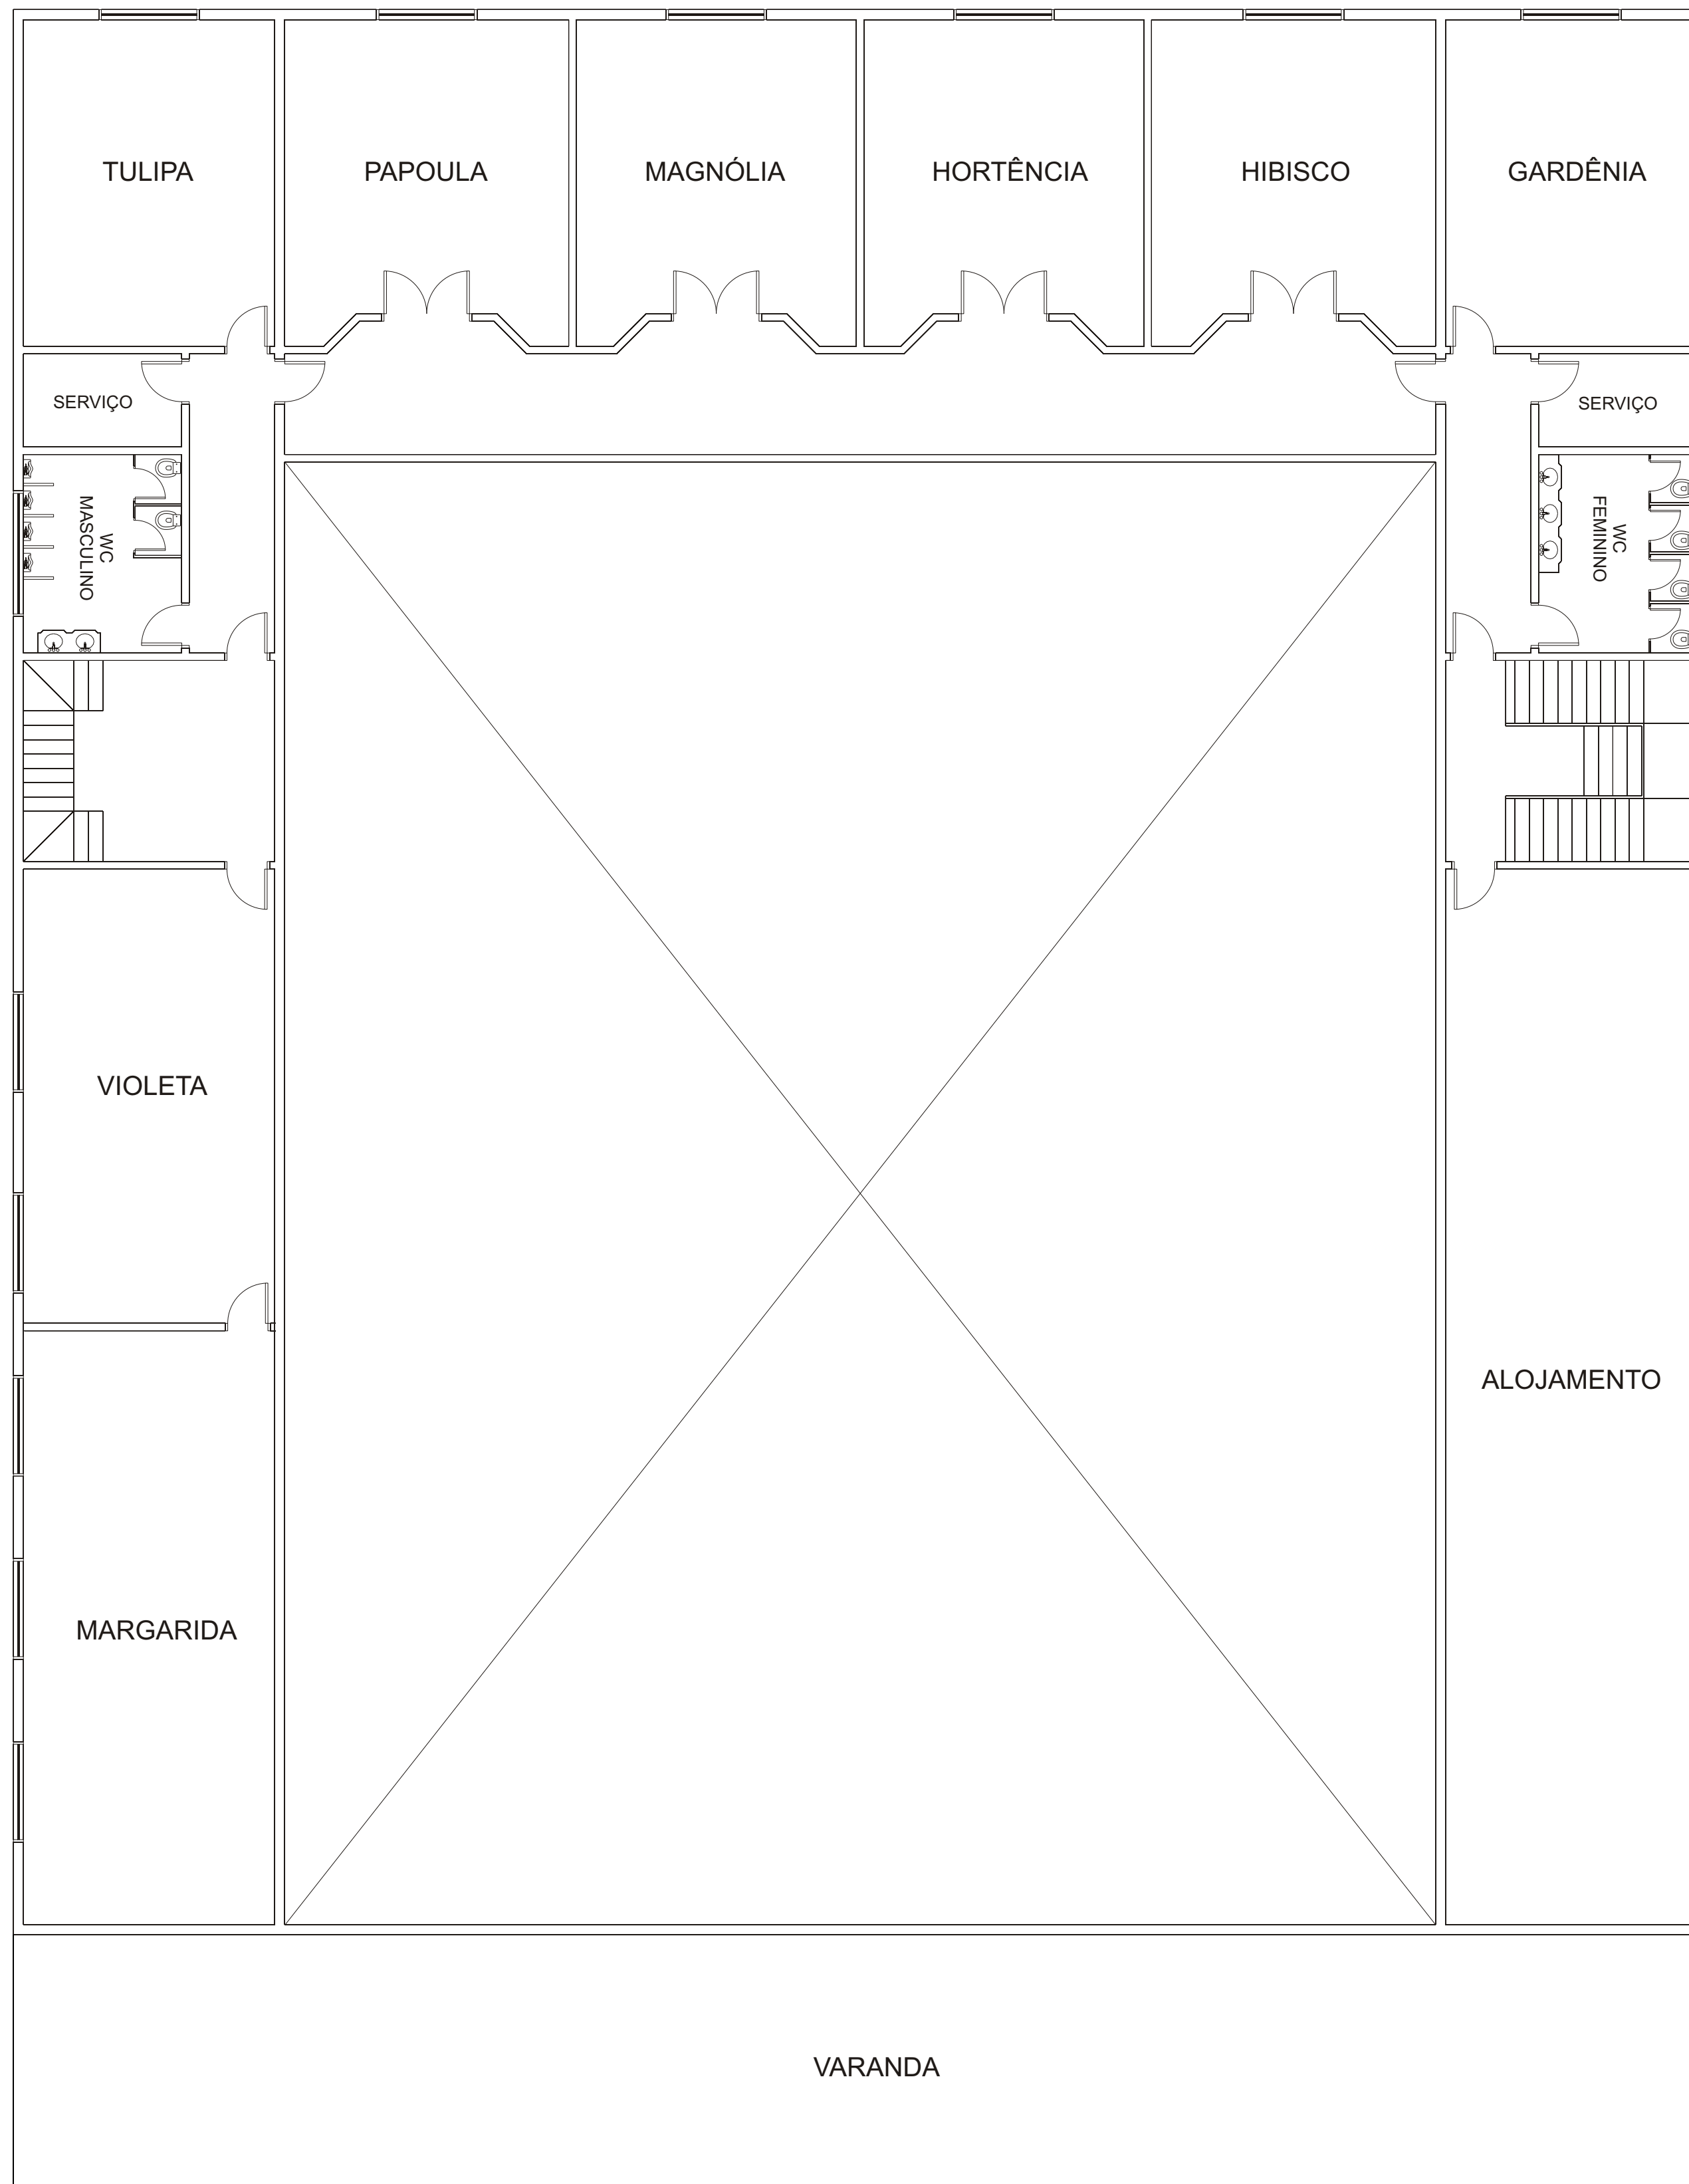 TULIPA
PAPOULA
MAGNÓLIA
HORTÊNCIA
HIBISCO
GARDÊNIA
SERVIÇO
SERVIÇO
WC
MASCULINO
WC
FEMININO
VIOLETA
ALOJAMENTO
MARGARIDA
VARANDA